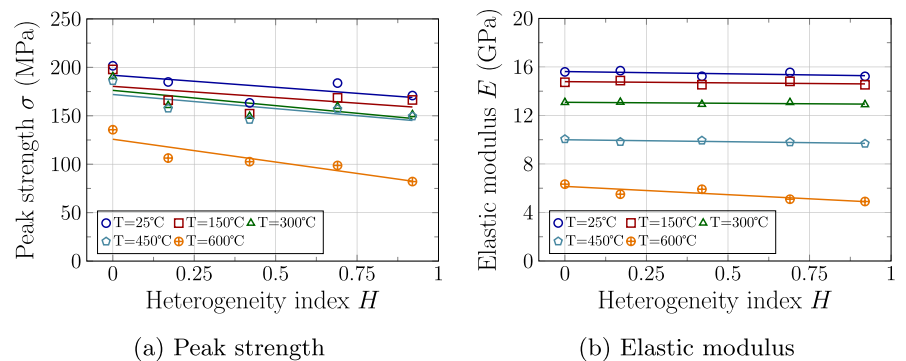 250
200
150
100
50
0
Peak strength σ (MPa)
T=25℃ T=150℃ T=300℃
T=450℃ T=600℃
0 0.25 0.5 0.75 1
Heterogeneity index H
(a) Peak strength
20
16
12
8
4
0
Elastic modulus E (GPa)
T=25℃ T=150℃ T=300℃
T=450℃ T=600℃
0 0.25 0.5 0.75 1
Heterogeneity index H
(b) Elastic modulus